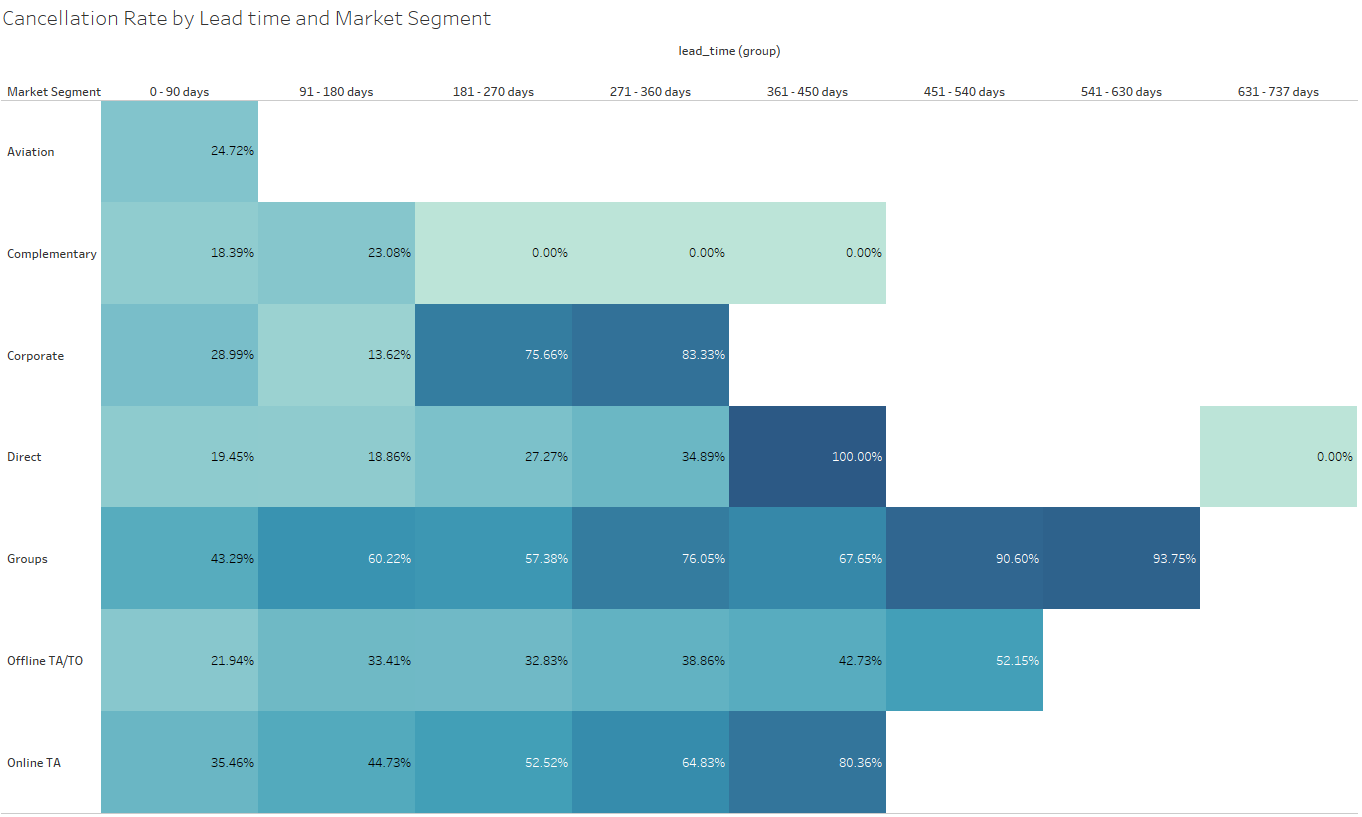 Cancellation Rate by Lead time and Market Segment
lead_time (group)
Market Segment 0 - 90 days 91 - 180 days 181 - 270 days 271 - 360 days 361 - 450 days 451 - 540 days 541 - 630 days 631 - 737 days
Aviation 24.72%
Complementary 18.39% 23.08% 0.00% 0.00% 0.00%
Corporate 28.99% 13.62% 75.66% 83.33%
Direct 19.45% 18.86% 27.27% 34.89% 100.00% 0.00%
Groups 43.29% 60.22% 57.38% 76.05% 67.65% 90.60% 93.75%
Offline TA/TO 21.94% 33.41% 32.83% 38.86% 42.73% 52.15%
Online TA 35.46% 44.73% 52.52% 64.83% 80.36%